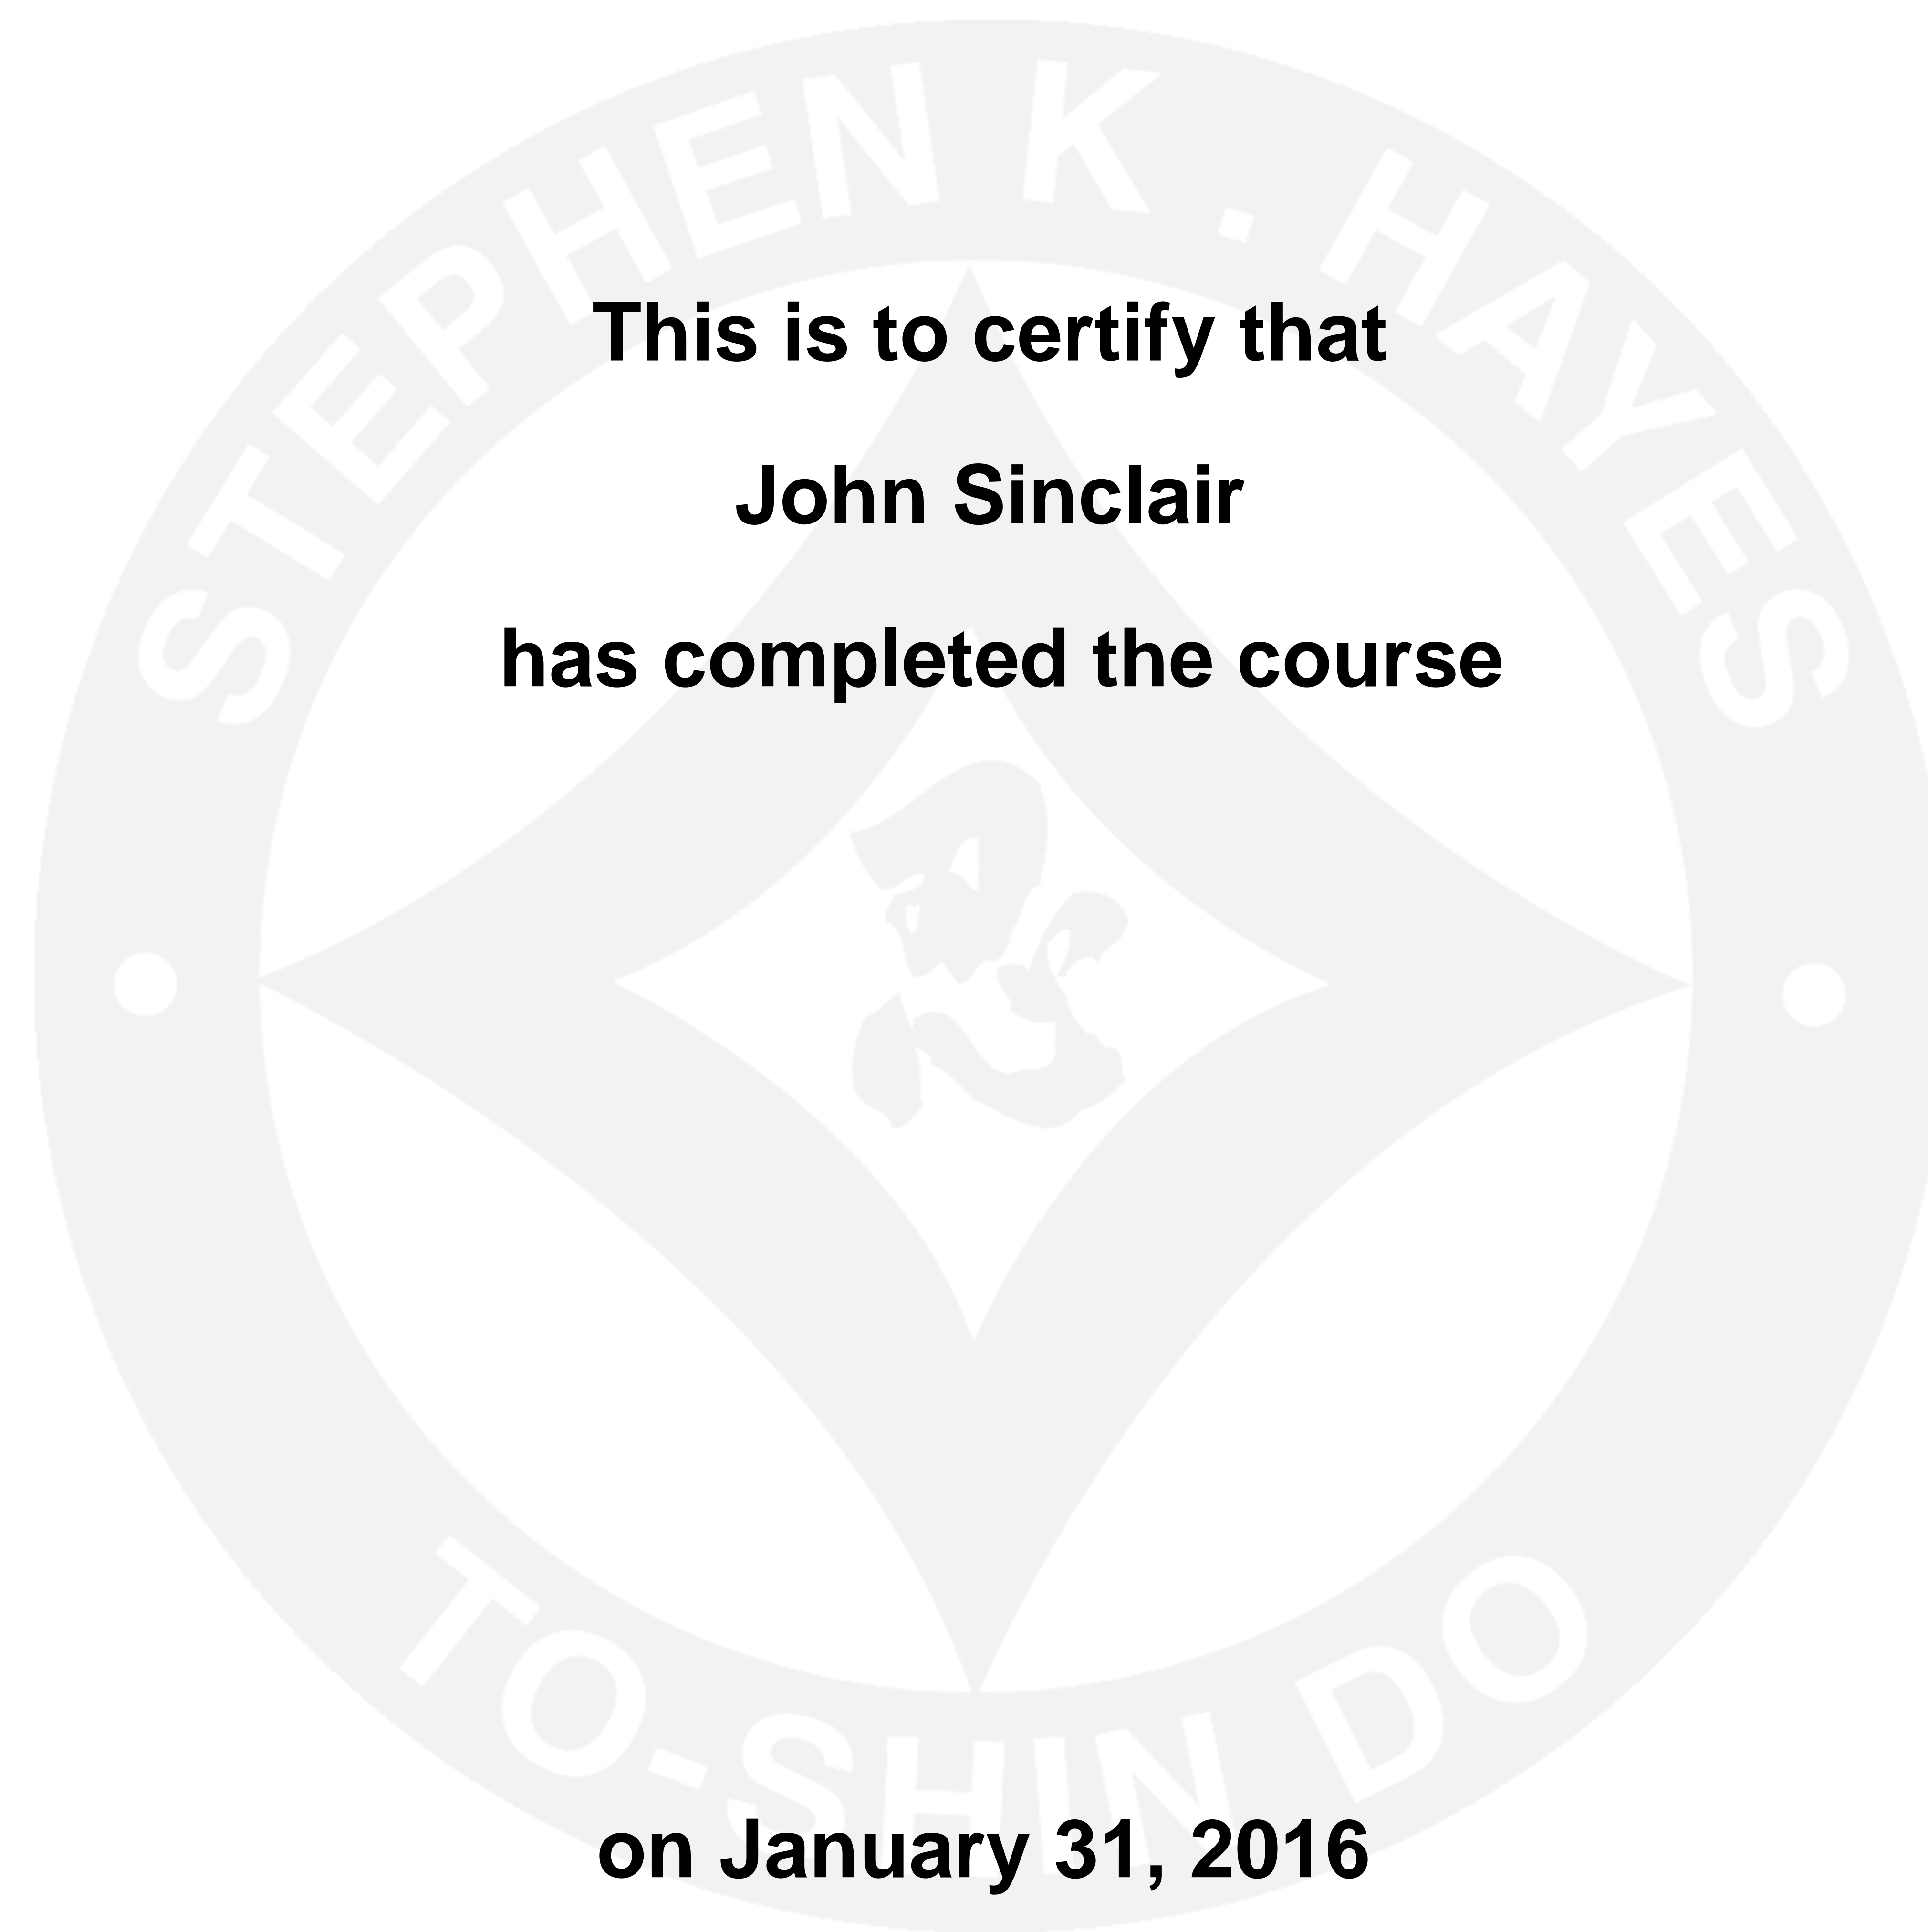 STEPHEN K. HAYES
This is to certify that
John Sinclair
has completed the course
忍
TO-SHIN DO
on January 31, 2016